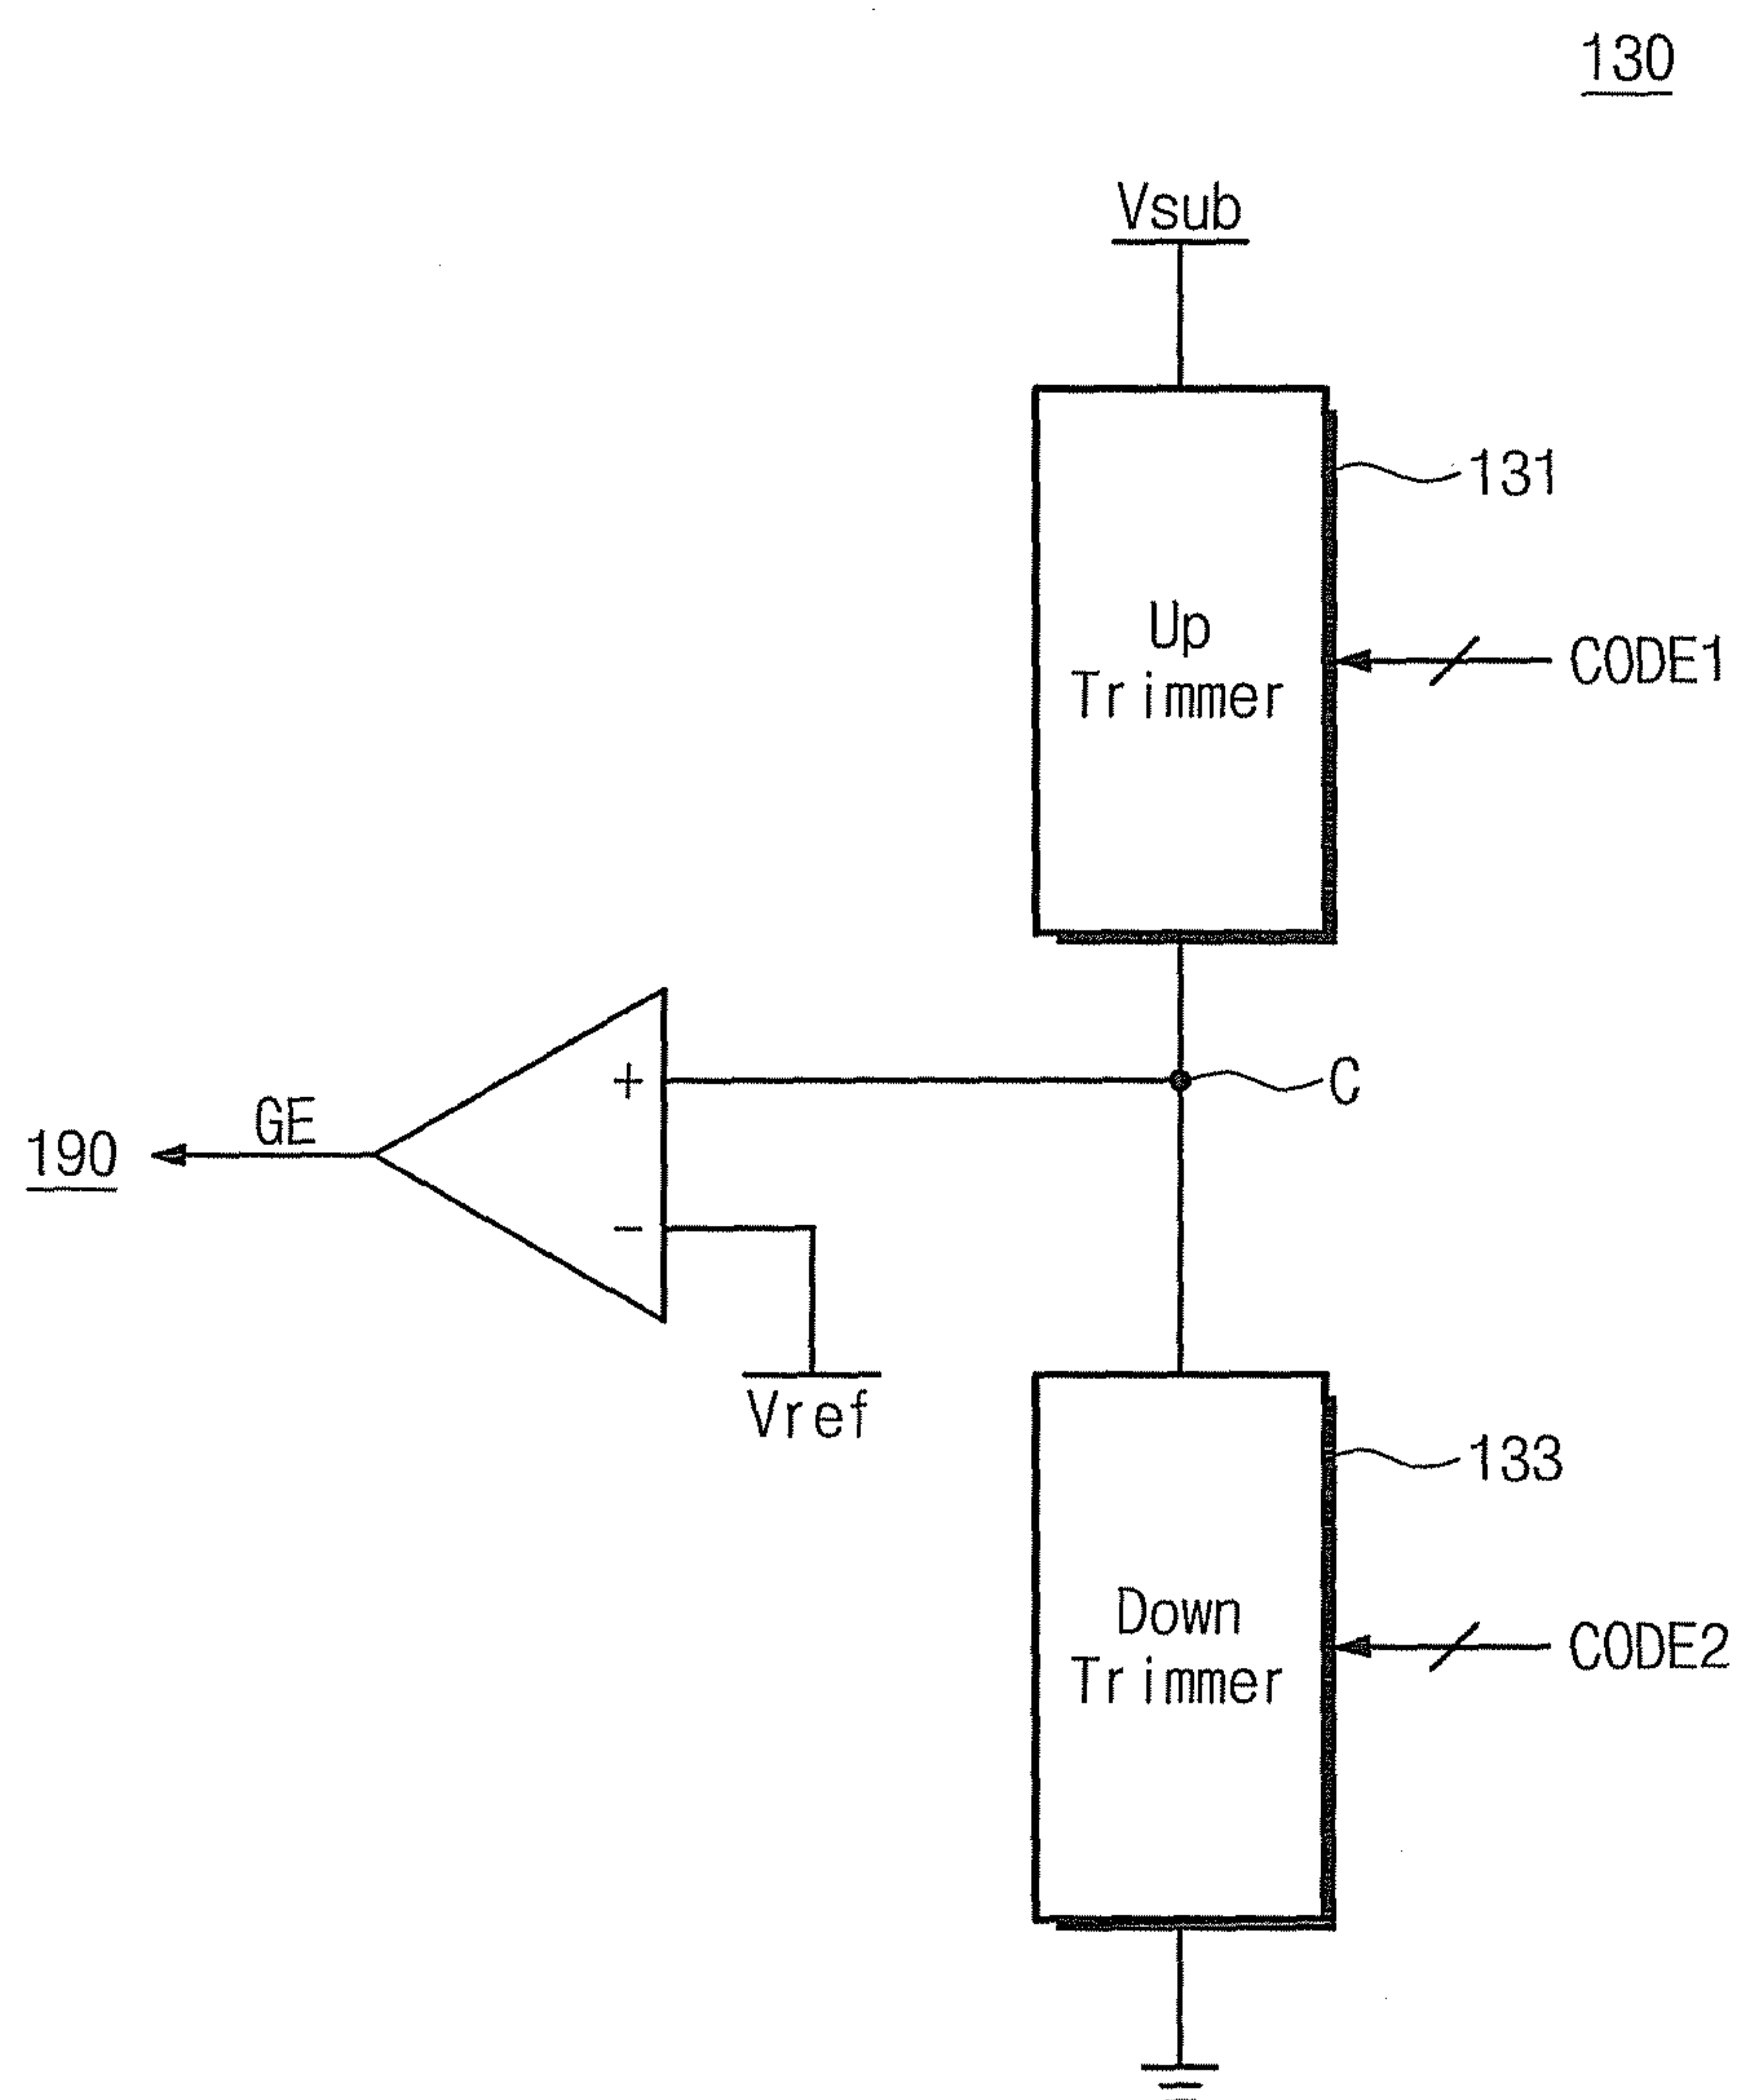 130
Vsub
131
Up
Trimmer
CODE1
+
C
GE
190
-
Vref
133
Down
Trimmer
CODE2